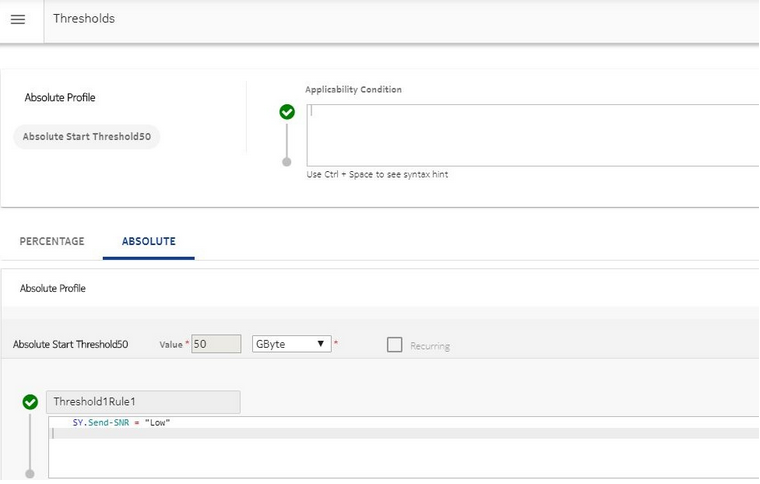 Thresholds
Absolute Profile
Applicability Condition
Absolute Start Threshold50
Use Ctrl + Space to see syntax hint
PERCENTAGE
ABSOLUTE
Absolute Profile
Absolute Start Threshold50 Value * 50 GByte * Recurring
Threshold1Rule1
SY.Send-SNR = "Low"